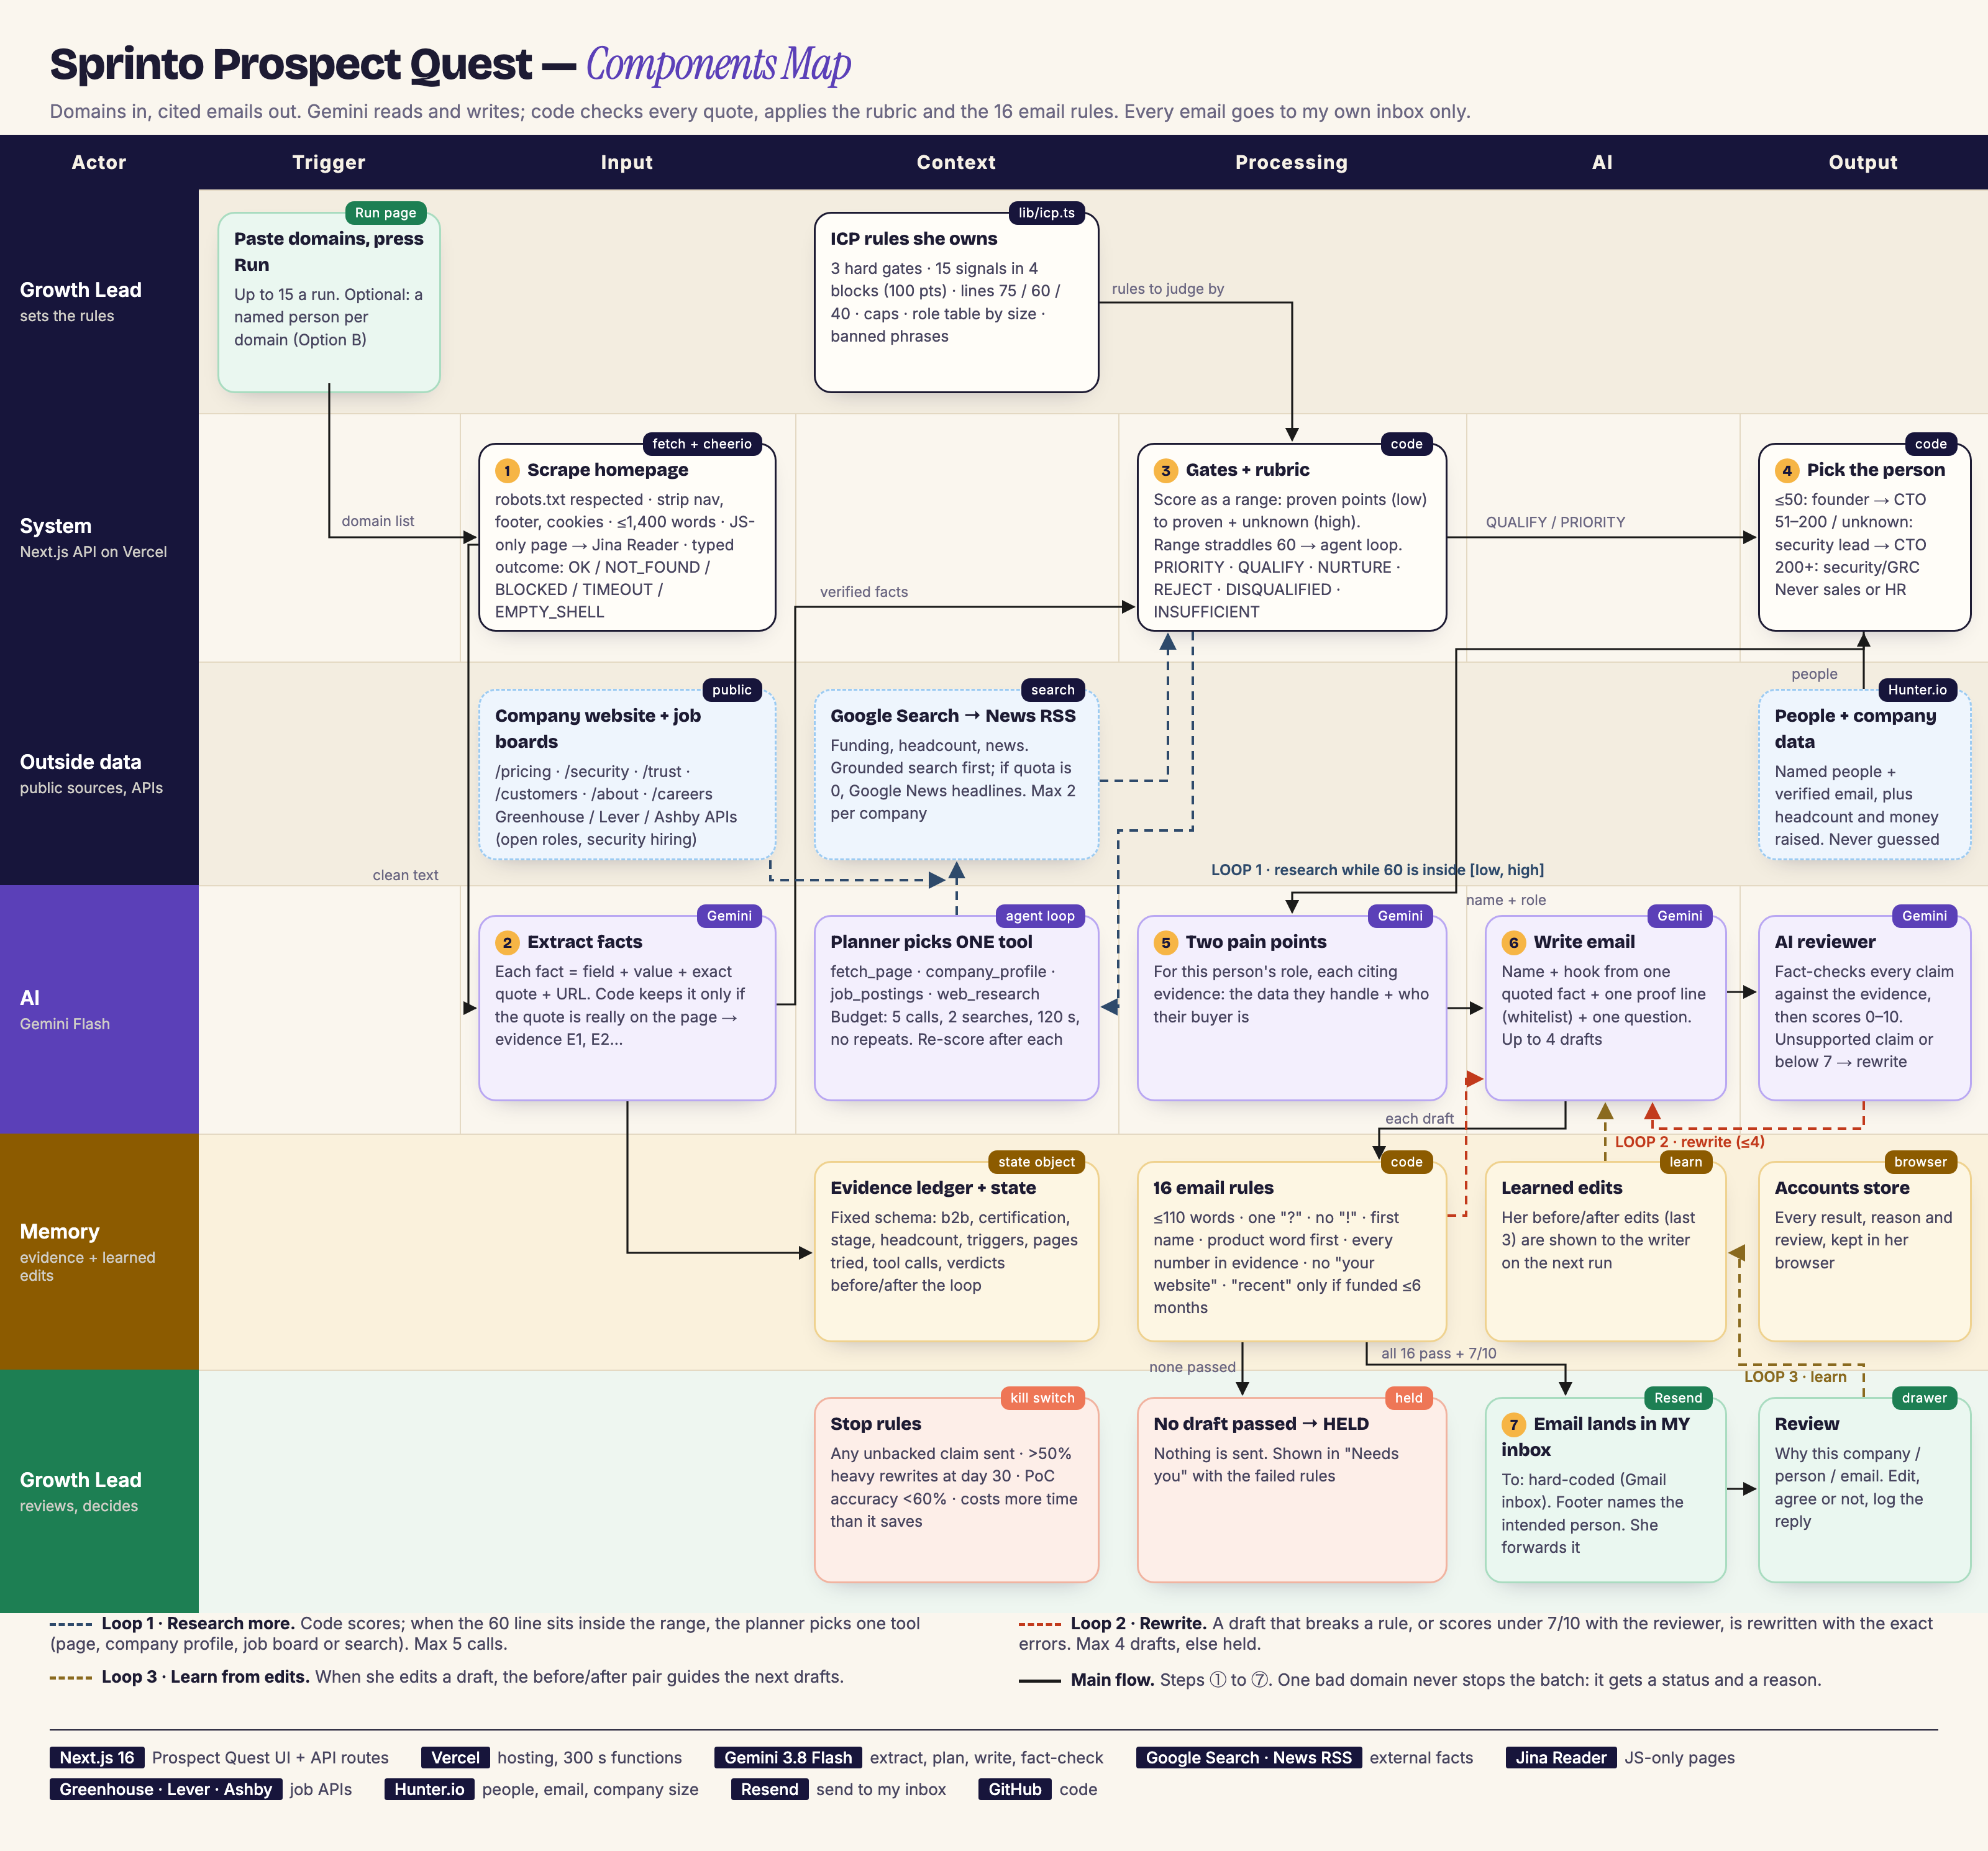 Sprinto Prospect Quest — Components Map
Domains in, cited emails out. Gemini reads and writes; code checks every quote, applies the rubric and the 16 email rules. Every email goes to my own inbox only.
Actor
Trigger
Input
Context
Processing
AI
Output
Growth Lead
sets the rules
Run page
Paste domains, press
Run
Up to 15 a run. Optional: a
named person per
domain (Option B)
lib/icp.ts
ICP rules she owns
3 hard gates · 15 signals in 4
blocks (100 pts) · lines 75 / 60 /
40 · caps · role table by size ·
banned phrases
rules to judge by
System
Next.js API on Vercel
domain list
fetch + cheerio
1 Scrape homepage
robots.txt respected · strip nav,
footer, cookies · ≤1,400 words · JS-
only page → Jina Reader · typed
outcome: OK / NOT_FOUND /
BLOCKED / TIMEOUT /
EMPTY_SHELL
verified facts
code
3 Gates + rubric
Score as a range: proven points (low)
to proven + unknown (high).
Range straddles 60 → agent loop.
PRIORITY · QUALIFY · NURTURE ·
REJECT · DISQUALIFIED ·
INSUFFICIENT
QUALIFY / PRIORITY
code
4 Pick the person
≤50: founder → CTO
51–200 / unknown:
security lead → CTO
200+: security/GRC
Never sales or HR
Outside data
public sources, APIs
public
Company website + job
boards
/pricing · /security · /trust ·
/customers · /about · /careers
Greenhouse / Lever / Ashby APIs
(open roles, security hiring)
search
Google Search → News RSS
Funding, headcount, news.
Grounded search first; if quota is
0, Google News headlines. Max 2
per company
people
Hunter.io
People + company
data
Named people +
verified email, plus
headcount and money
raised. Never guessed
clean text
LOOP 1 · research while 60 is inside [low, high]
name + role
AI
Gemini Flash
Gemini
2 Extract facts
Each fact = field + value + exact
quote + URL. Code keeps it only if
the quote is really on the page →
evidence E1, E2...
agent loop
Planner picks ONE tool
fetch_page · company_profile ·
job_postings · web_research
Budget: 5 calls, 2 searches, 120 s,
no repeats. Re-score after each
Gemini
5 Two pain points
For this person's role, each citing
evidence: the data they handle + who
their buyer is
Gemini
6 Write email
Name + hook from one
quoted fact + one proof line
(whitelist) + one question.
Up to 4 drafts
Gemini
AI reviewer
Fact-checks every claim
against the evidence,
then scores 0–10.
Unsupported claim or
below 7 → rewrite
each draft
LOOP 2 · rewrite (≤4)
Memory
evidence + learned
edits
state object
Evidence ledger + state
Fixed schema: b2b, certification,
stage, headcount, triggers, pages
tried, tool calls, verdicts
before/after the loop
code
16 email rules
≤110 words · one "?" · no "!" · first
name · product word first · every
number in evidence · no "your
website" · "recent" only if funded ≤6
months
learn
Learned edits
Her before/after edits (last
3) are shown to the writer
on the next run
browser
Accounts store
Every result, reason and
review, kept in her
browser
none passed
all 16 pass + 7/10
LOOP 3 · learn
Growth Lead
reviews, decides
kill switch
Stop rules
Any unbacked claim sent · >50%
heavy rewrites at day 30 · PoC
accuracy <60% · costs more time
than it saves
held
No draft passed → HELD
Nothing is sent. Shown in "Needs
you" with the failed rules
Resend
7 Email lands in MY
inbox
To: hard-coded (Gmail
inbox). Footer names the
intended person. She
forwards it
drawer
Review
Why this company /
person / email. Edit,
agree or not, log the
reply
Loop 1 · Research more. Code scores; when the 60 line sits inside the range, the planner picks one tool
(page, company profile, job board or search). Max 5 calls.
Loop 2 · Rewrite. A draft that breaks a rule, or scores under 7/10 with the reviewer, is rewritten with the exact
errors. Max 4 drafts, else held.
Loop 3 · Learn from edits. When she edits a draft, the before/after pair guides the next drafts.
Main flow. Steps ① to ⑦. One bad domain never stops the batch: it gets a status and a reason.
Next.js 16 Prospect Quest UI + API routes Vercel hosting, 300 s functions Gemini 3.8 Flash extract, plan, write, fact-check Google Search · News RSS external facts Jina Reader JS-only pages
Greenhouse · Lever · Ashby job APIs Hunter.io people, email, company size Resend send to my inbox GitHub code